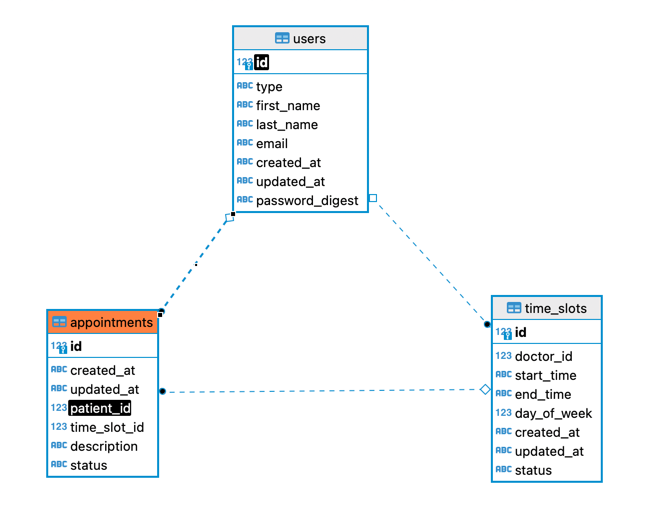 users
123 id
ABC type
ABC first_name
ABC last_name
ABC email
ABC created_at
ABC updated_at
ABC password_digest
appointments
123 id
ABC created_at
ABC updated_at
123 patient_id
123 time_slot_id
ABC description
ABC status
time_slots
123 id
123 doctor_id
ABC start_time
ABC end_time
123 day_of_week
ABC created_at
ABC updated_at
ABC status